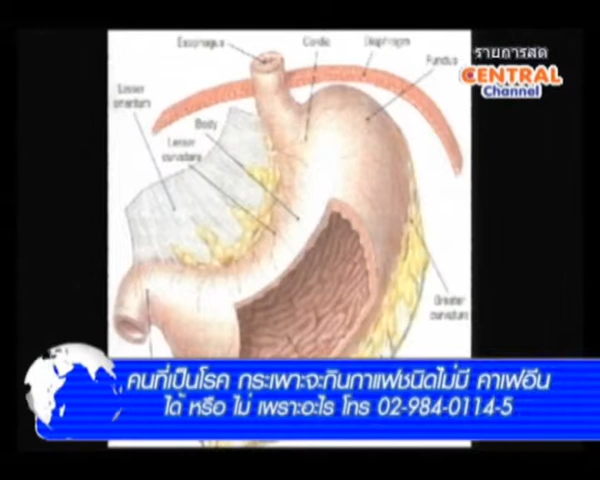 Esophagus
Cardia
Diaphragm
Fundus
รายการสด
CENTRAL
Channel
Lesser
omentum
Body
Lesser
curvature
Greater
curvature
คนที่เป็นโรค กระเพาะจะกินกาแฟชนิดไม่มี คาเฟอีน
ได้ หรือ ไม่ เพราะอะไร โทร 02-984-0114-5